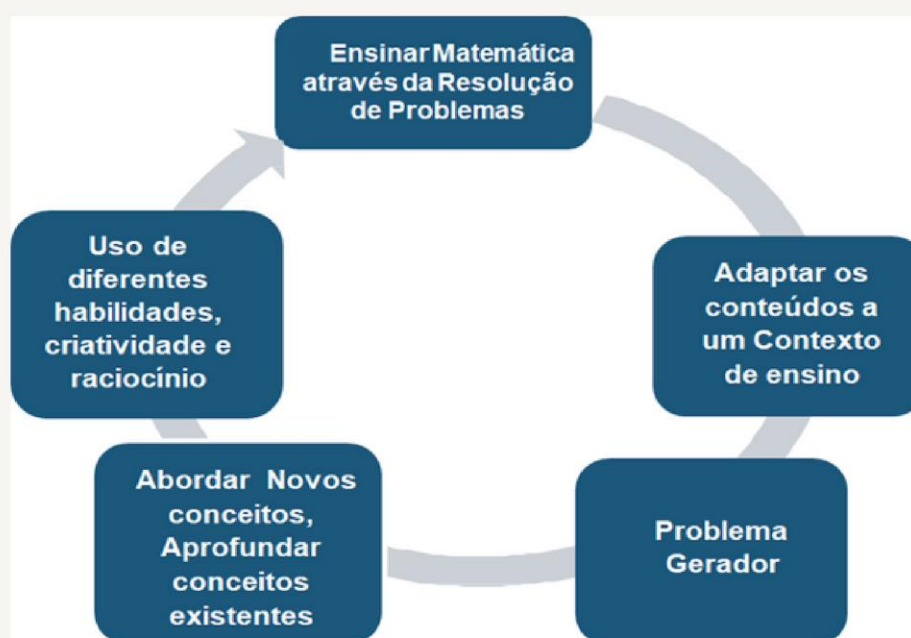 Ensinar Matemática
através da Resolução
de Problemas
Adaptar os
conteúdos a
um Contexto
de ensino
Problema
Gerador
Abordar Novos
conceitos,
Aprofundar
conceitos
existentes
Uso de
diferentes
habilidades,
criatividade e
raciocínio